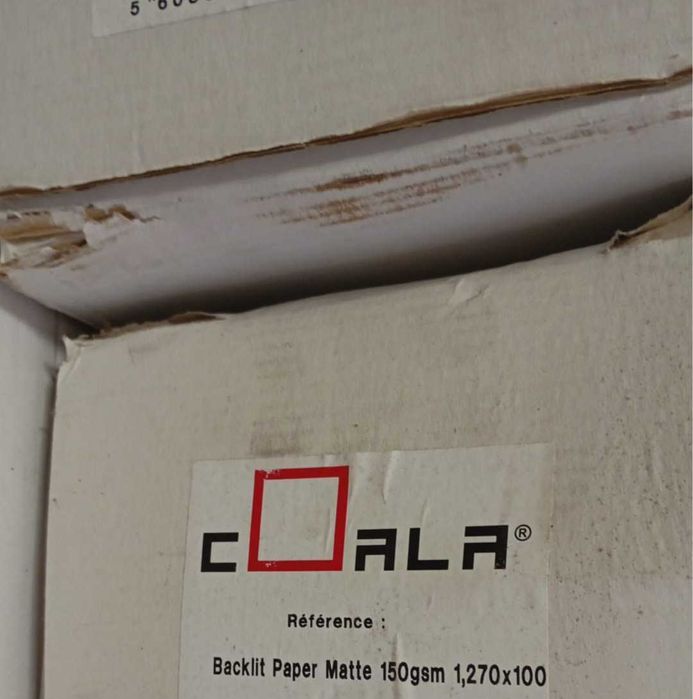 COALA®
Référence :
Backlit Paper Matte 150gsm 1,270x100